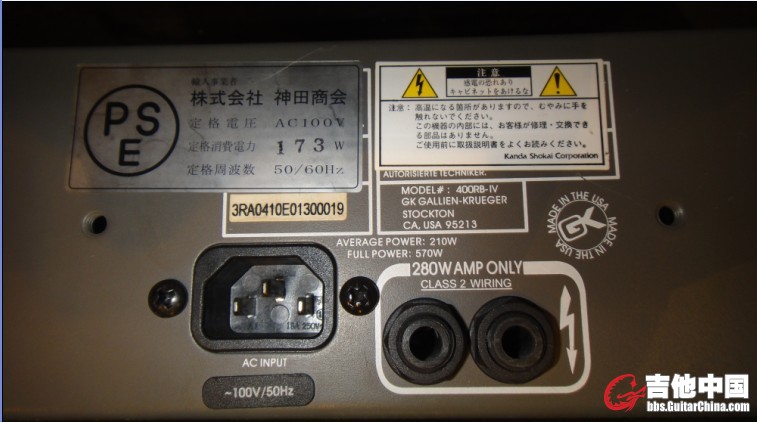 輸入事業者
株式会社 神田商会
定格電圧 AC100V
定格消費電力 173W
定格周波数 50/60Hz
PS
E
注意
感電の恐れあり
キャビネットをあけるな
注意: 高温になる箇所がありますので、むやみに手を
触れないでください。
この機器の内部には、お客様が修理・交換でき
る部品はありません。
ご使用前に取扱説明書をよくお読みください。
Kanda Shokai Corporation
AUTORISIERTE TECHNIKER.
3RA0410E01300019
MODEL#: 400RB-IV
GK GALLIEN-KRUEGER
STOCKTON
CA, USA 95213
MADE IN THE USA
MADE IN THE USA
GK
AVERAGE POWER: 210W
FULL POWER: 570W
280W AMP ONLY
CLASS 2 WIRING
15A 250V
AC INPUT
~100V/50Hz
吉他中国
bbs.GuitarChina.com